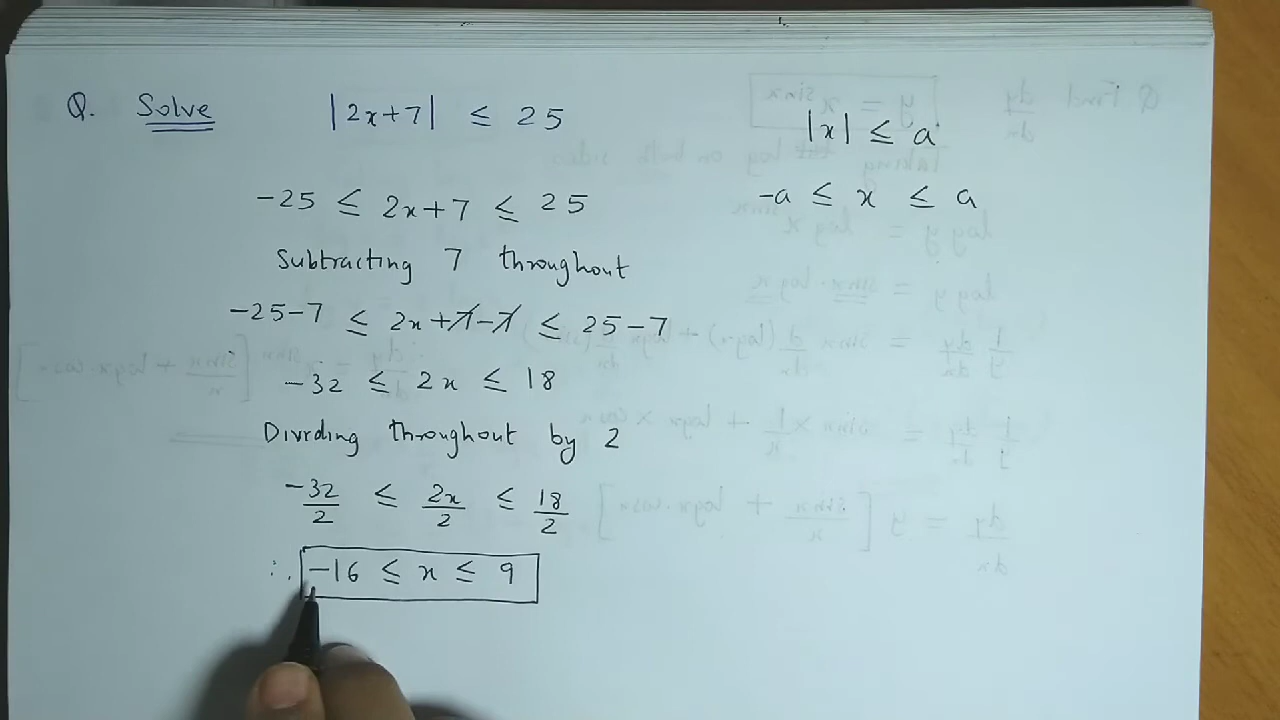 Q. Solve |2x+7| ≤ 25
|x| ≤ a
-25 ≤ 2x+7 ≤ 25
-a ≤ x ≤ a
Subtracting 7 throughout
-25-7 ≤ 2x+7-7 ≤ 25-7
-32 ≤ 2x ≤ 18
Dividing throughout by 2
-32/2 ≤ 2x/2 ≤ 18/2
∴ -16 ≤ x ≤ 9